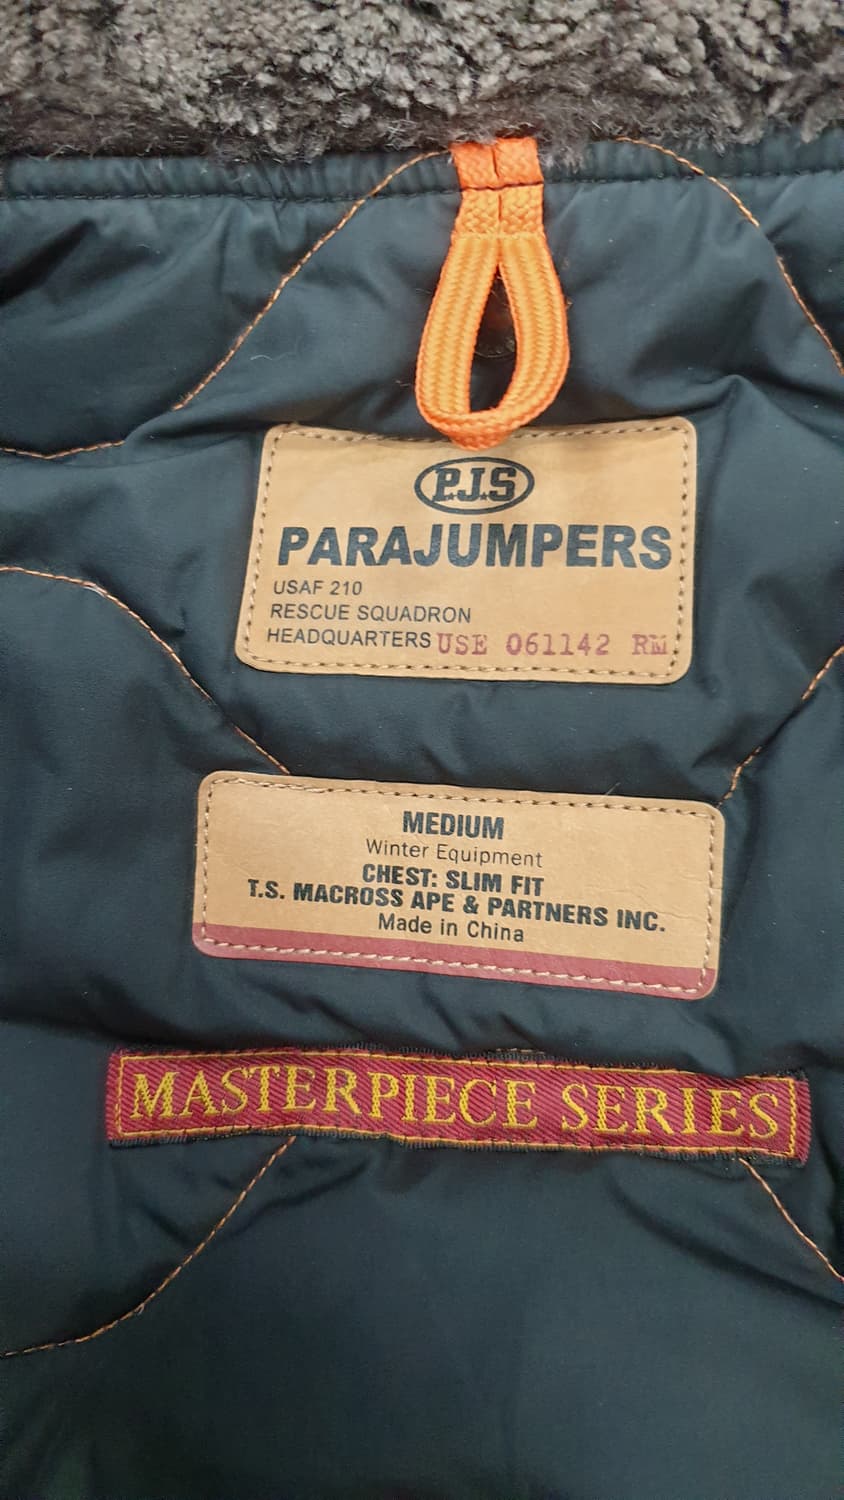 P.J.S
PARAJUMPERS
USAF 210
RESCUE SQUADRON
HEADQUARTERS USE 061142 RM
MEDIUM
Winter Equipment
CHEST: SLIM FIT
T.S. MACROSS APE & PARTNERS INC.
Made in China
MASTERPIECE SERIES